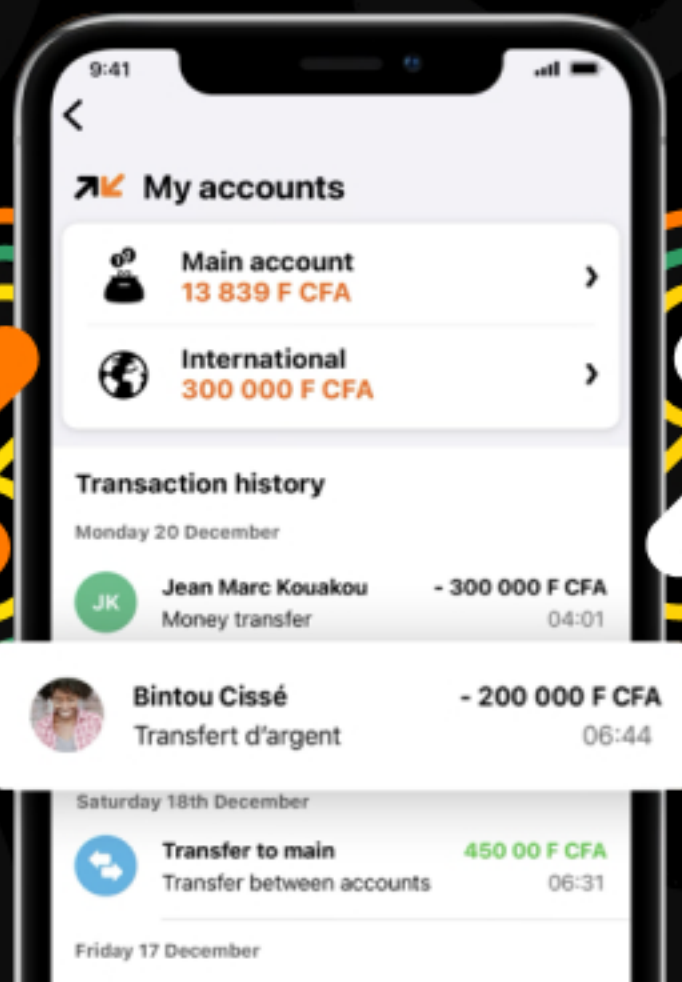 9:41
My accounts
Main account
13 839 F CFA
International
300 000 F CFA
Transaction history
Monday 20 December
JK
Jean Marc Kouakou - 300 000 F CFA
Money transfer 04:01
Bintou Cissé - 200 000 F CFA
Transfert d'argent 06:44
Saturday 18th December
Transfer to main 450 00 F CFA
Transfer between accounts 06:31
Friday 17 December